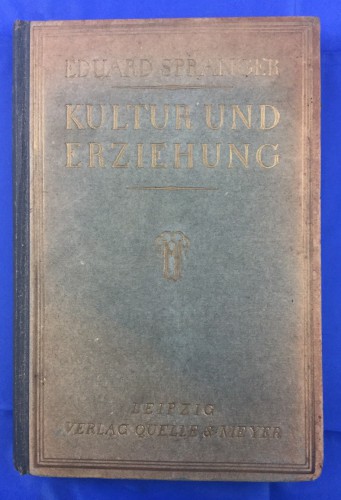 EDUARD SPRANGER
KULTUR UND
ERZIEHUNG
LEIPZIG
VERLAG QUELLE & MEYER